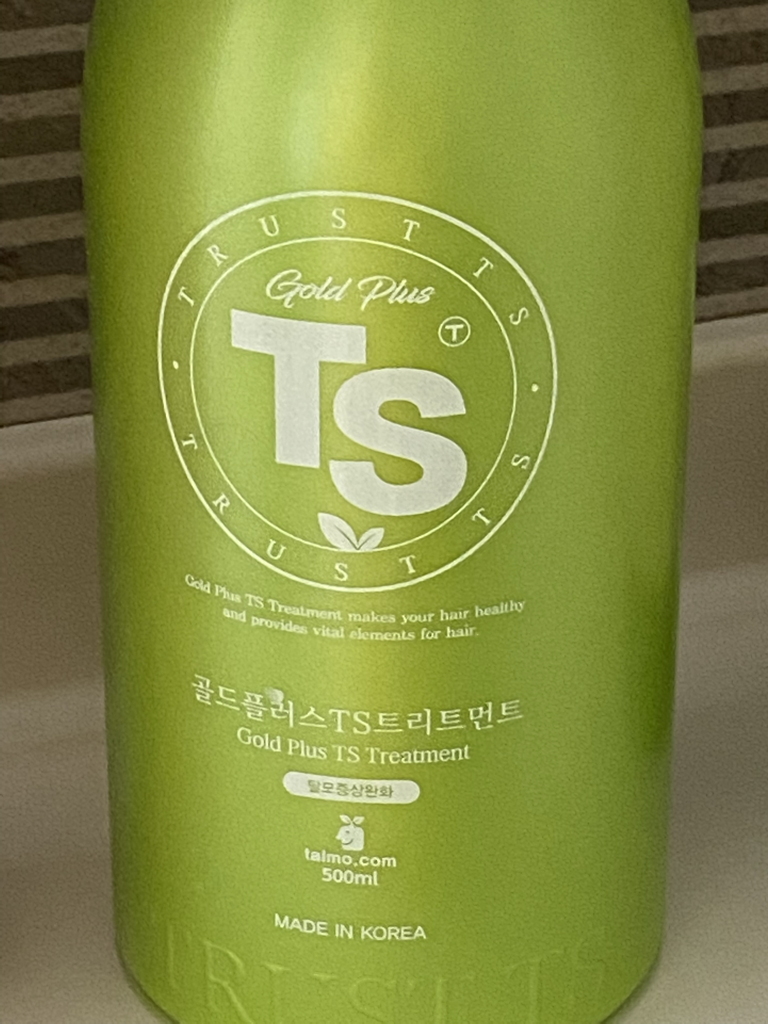 TRUST TS
Gold Plus
T
TS
TRUST TS
Gold Plus TS Treatment makes your hair healthy
and provides vital elements for hair.
골드플러스TS트리트먼트
Gold Plus TS Treatment
탈모증상완화
talmo.com
500ml
MADE IN KOREA
TRUST TS